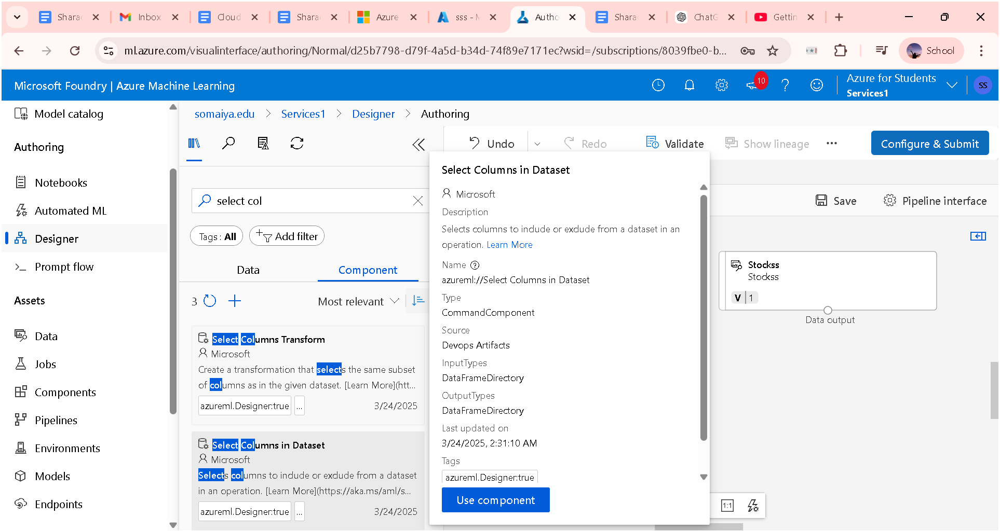 Shara
Inbox
Cloud
Shara
Azure
sss - M
Autho
Shara
ChatG
Gettin
ml.azure.com/visualinterface/authoring/Normal/d25b7798-d79f-4a5d-b34d-74f89e7171ec?wsid=/subscriptions/8039fbe0-b...
School
Microsoft Foundry | Azure Machine Learning
10
Azure for Students
Services1
SS
Model catalog
Authoring
Notebooks
Automated ML
Designer
Prompt flow
Assets
Data
Jobs
Components
Pipelines
Environments
Models
Endpoints
somaiya.edu > Services1 > Designer > Authoring
Undo
Redo
Validate
Show lineage
...
Configure & Submit
select col
Tags : All
Add filter
Data
Component
3
Most relevant
Select Columns Transform
Microsoft
Create a transformation that selects the same subset
of columns as in the given dataset. [Learn More](htt...
azureml.Designer:true
...
3/24/2025
Select Columns in Dataset
Microsoft
Selects columns to include or exclude from a dataset
in an operation. [Learn More](https://aka.ms/aml/s...
azureml.Designer:true
...
3/24/2025
Select Columns in Dataset
Microsoft
Description
Selects columns to include or exclude from a dataset in an
operation. Learn More
Name
azureml://Select Columns in Dataset
Type
CommandComponent
Source
Devops Artifacts
InputTypes
DataFrameDirectory
OutputTypes
DataFrameDirectory
Last updated on
3/24/2025, 2:31:10 AM
Tags
azureml.Designer:true
Use component
Save
Pipeline interface
Stockss
Stockss
V 1
Data output
1:1